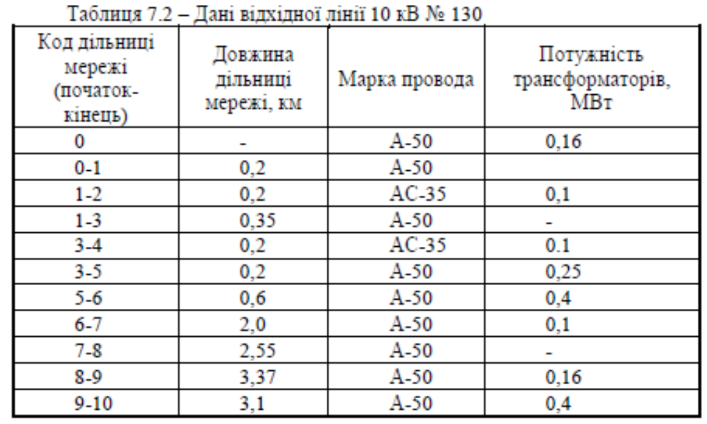 Таблиця 7.2 – Дані відхідної лінії 10 кВ № 130
Код дільниці мережі (початок-кінець) Довжина дільниці мережі, км Марка провода Потужність трансформаторів, МВт
0 - А-50 0,16
0-1 0,2 А-50
1-2 0,2 АС-35 0,1
1-3 0,35 А-50 -
3-4 0,2 АС-35 0.1
3-5 0,2 А-50 0,25
5-6 0,6 А-50 0,4
6-7 2,0 А-50 0,1
7-8 2,55 А-50 -
8-9 3,37 А-50 0,16
9-10 3,1 А-50 0,4